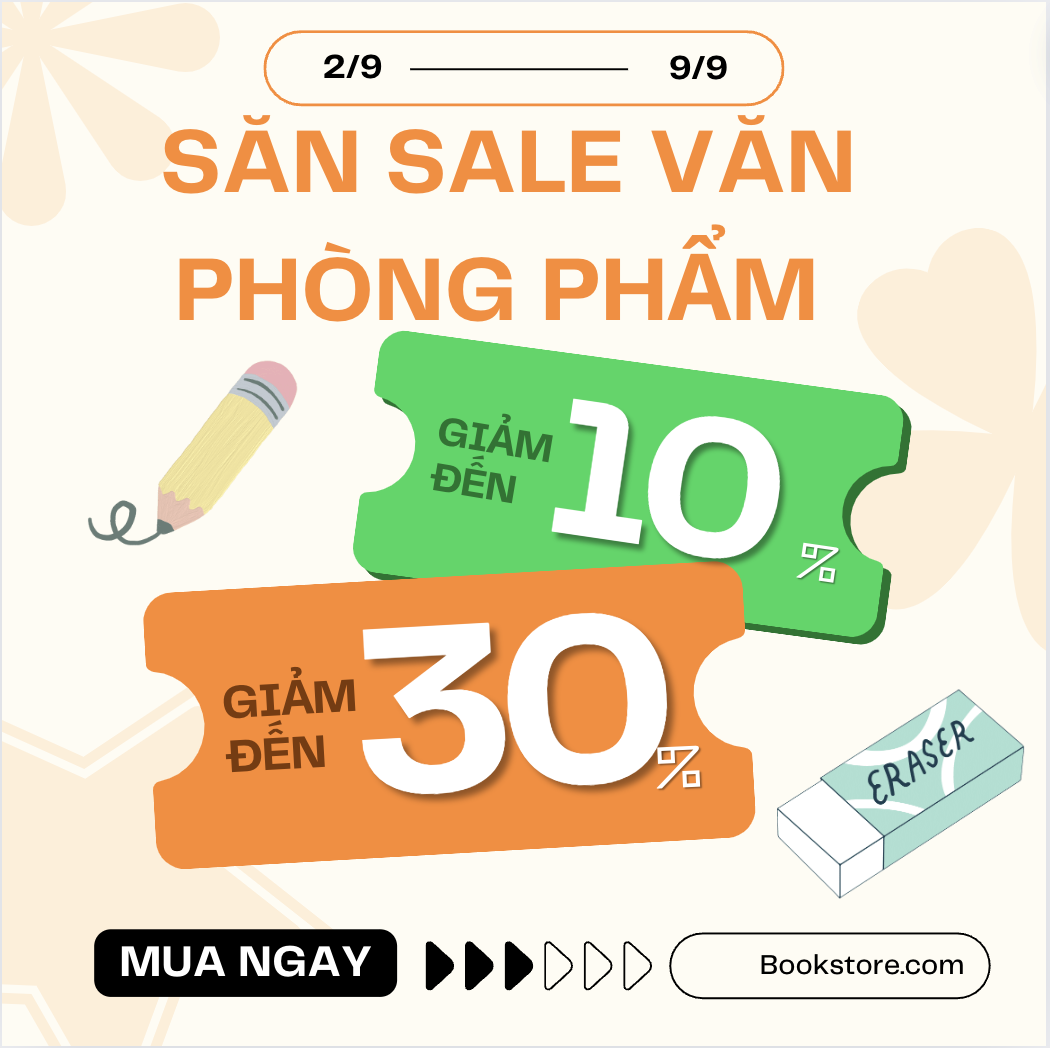 2/9 9/9
SĂN SALE VĂN
PHÒNG PHẨM
GIẢM
ĐẾN
10%
GIẢM
ĐẾN
30%
ERASER
MUA NGAY
Bookstore.com